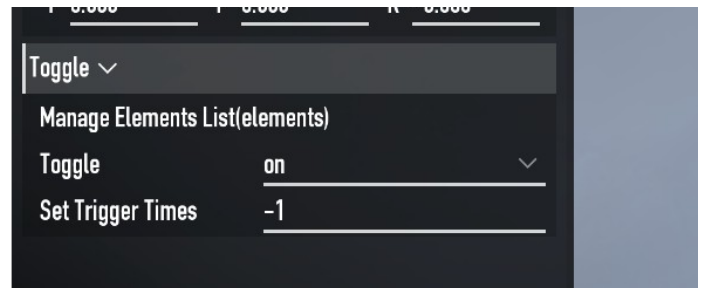 Toggle
Manage Elements List(elements)
Toggle on
Set Trigger Times -1